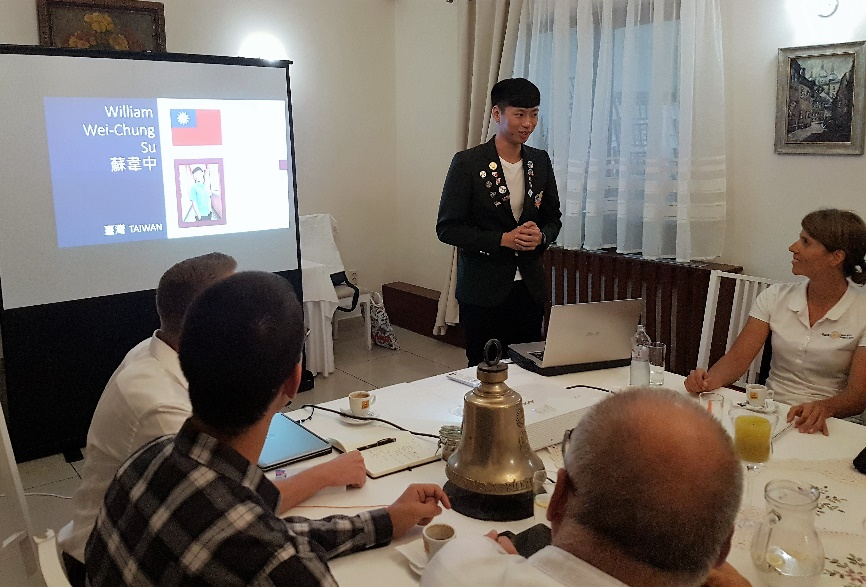 William
Wei-Chung
Su
蘇韋中
臺灣 TAIWAN